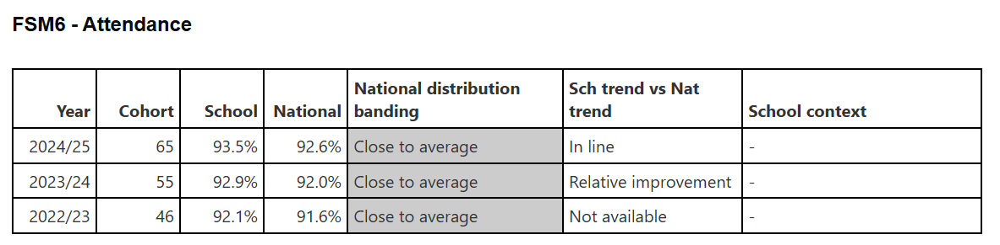 FSM6 - Attendance
Year Cohort School National National distribution banding Sch trend vs Nat trend School context
2024/25 65 93.5% 92.6% Close to average In line -
2023/24 55 92.9% 92.0% Close to average Relative improvement -
2022/23 46 92.1% 91.6% Close to average Not available -